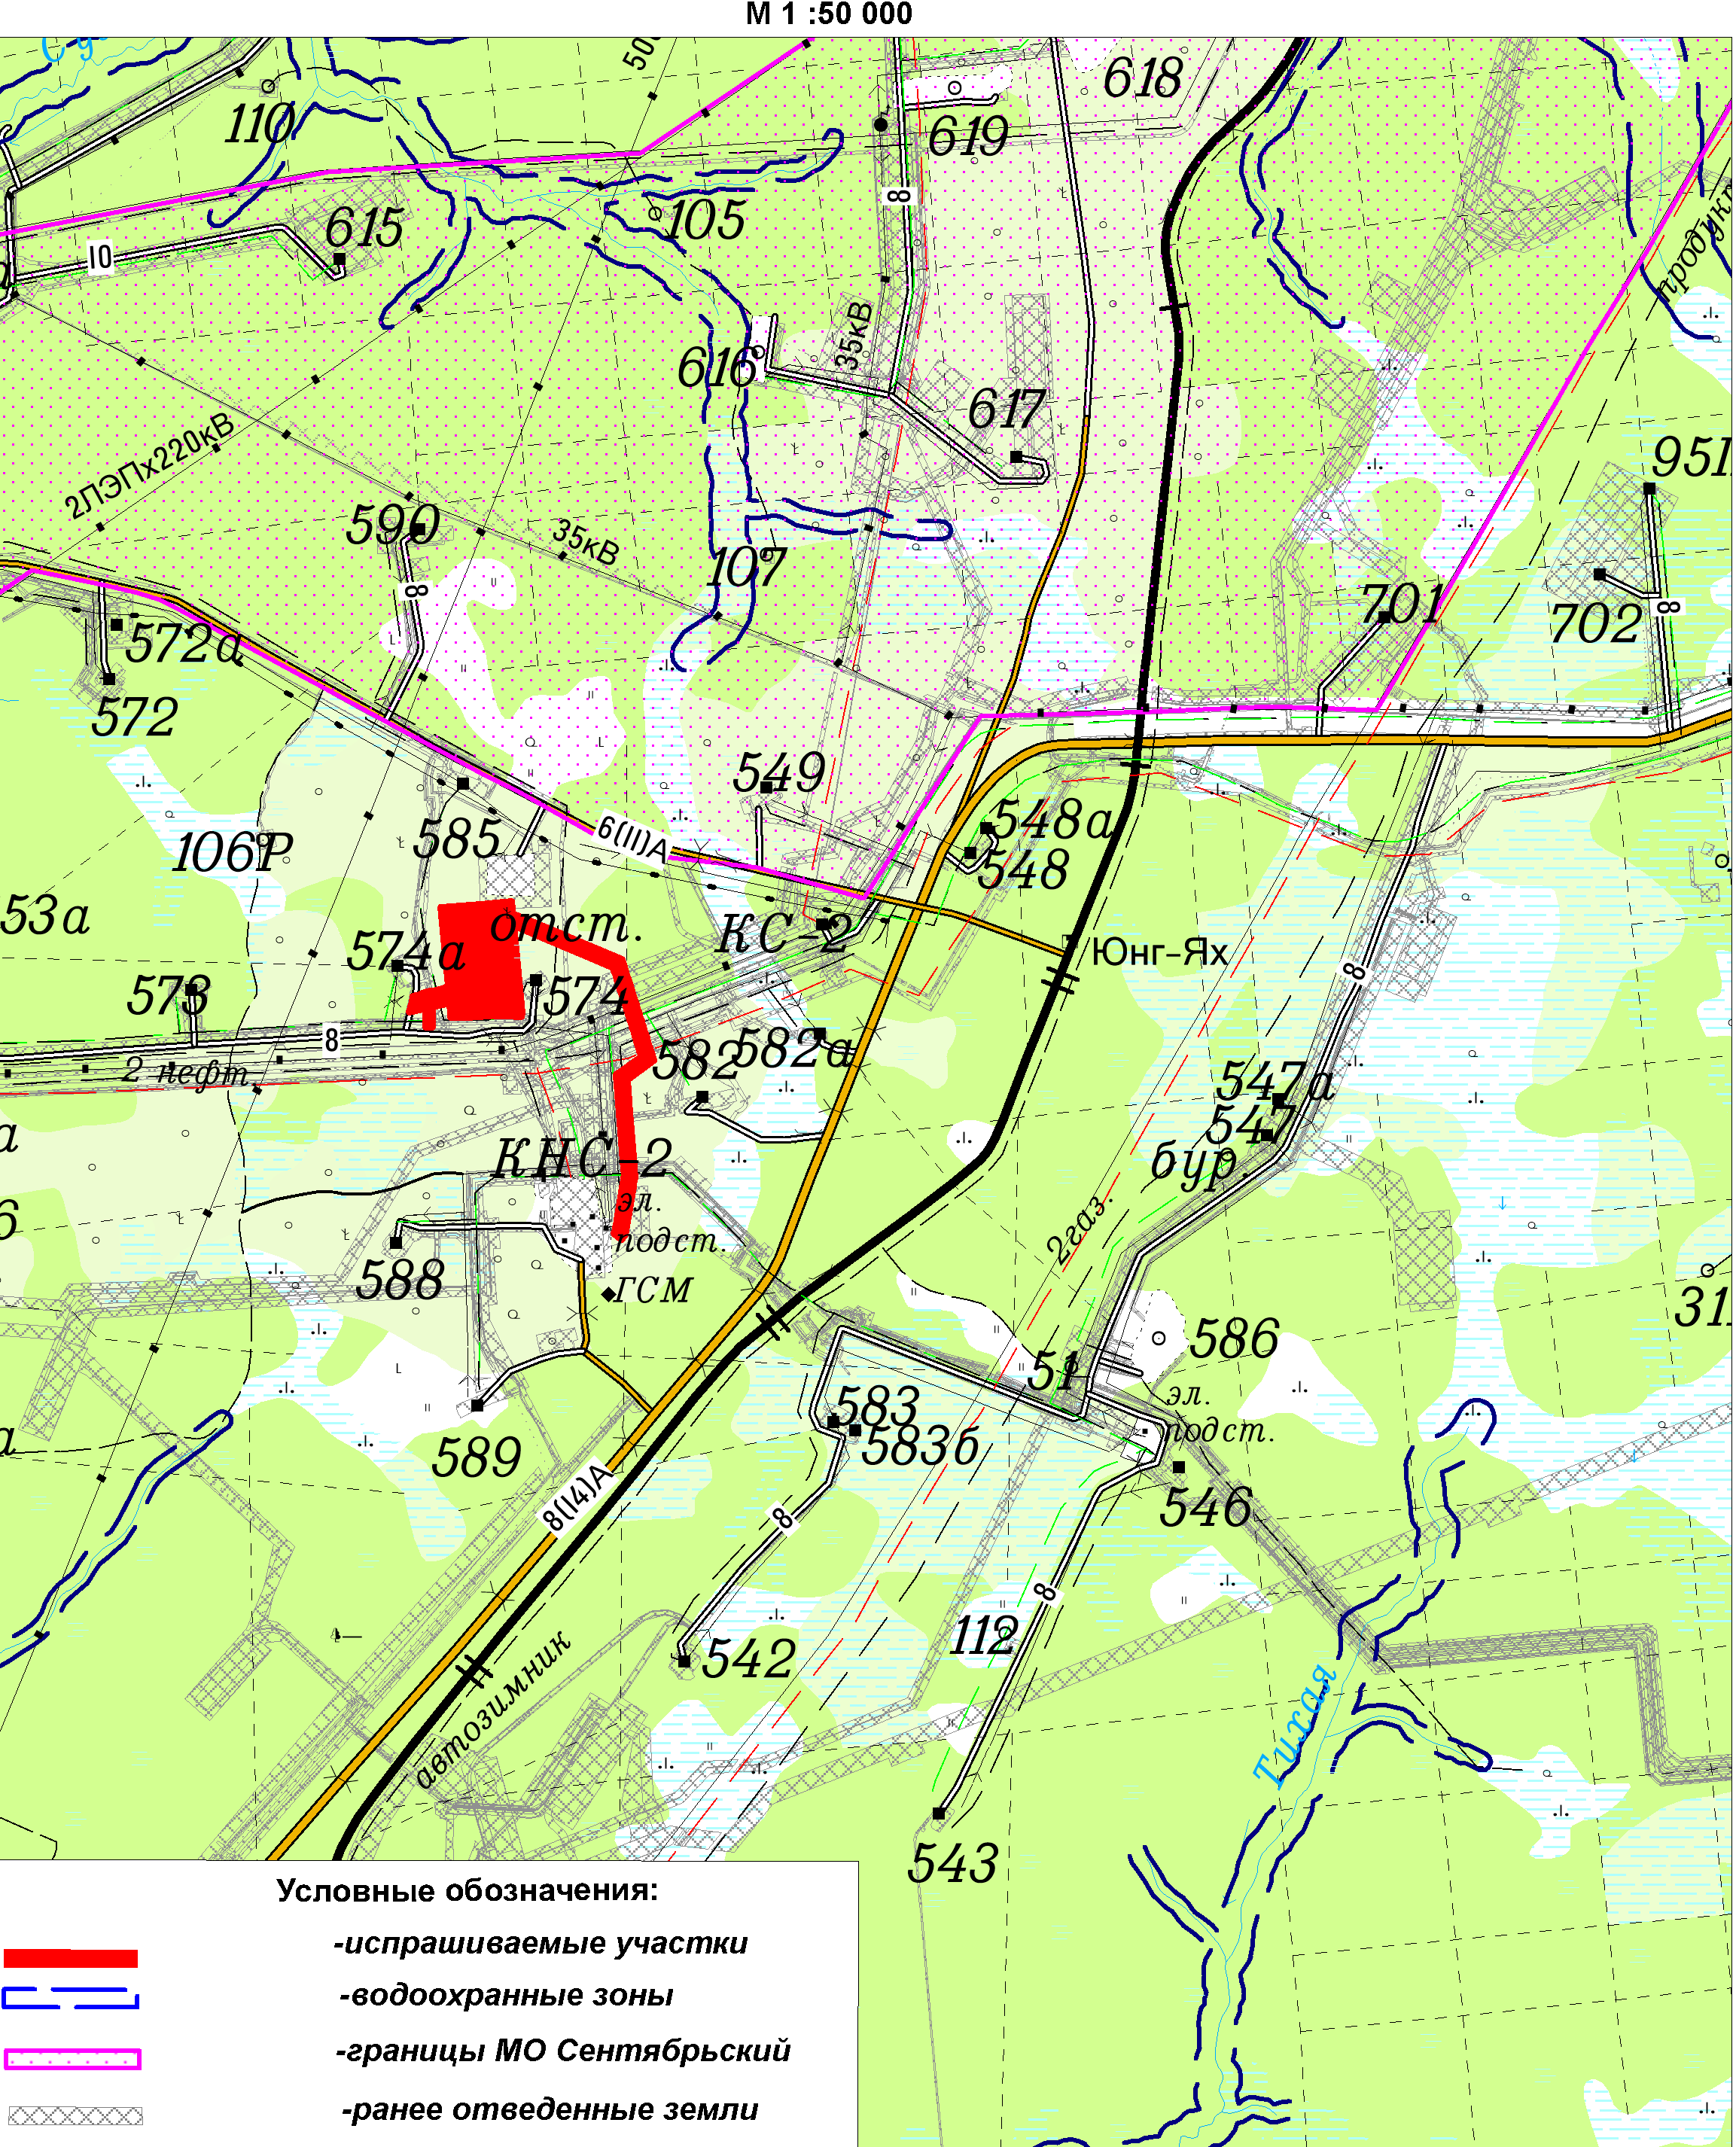 М 1 :50 000
618
110
619
8
105
615
10
35кВ
616
617
951
2ЛЭПх220кВ
590
35кВ
107
8
701
702
8
572а
572
549
548а
6(II)А
585
106Р
548
53а
отст.
КС-2
574а
Юнг-Ях
573
574
8
8
582
582а
2 нефт.
547а
547
КНС-2
бур.
эл.
подст.
2газ.
588
ГСМ
586
51
эл.
подст.
583
583б
589
8(14)А
8
546
8
112
542
автозимник
Тихая
543
Условные обозначения:
-испрашиваемые участки
-водоохранные зоны
-границы МО Сентябрьский
-ранее отведенные земли